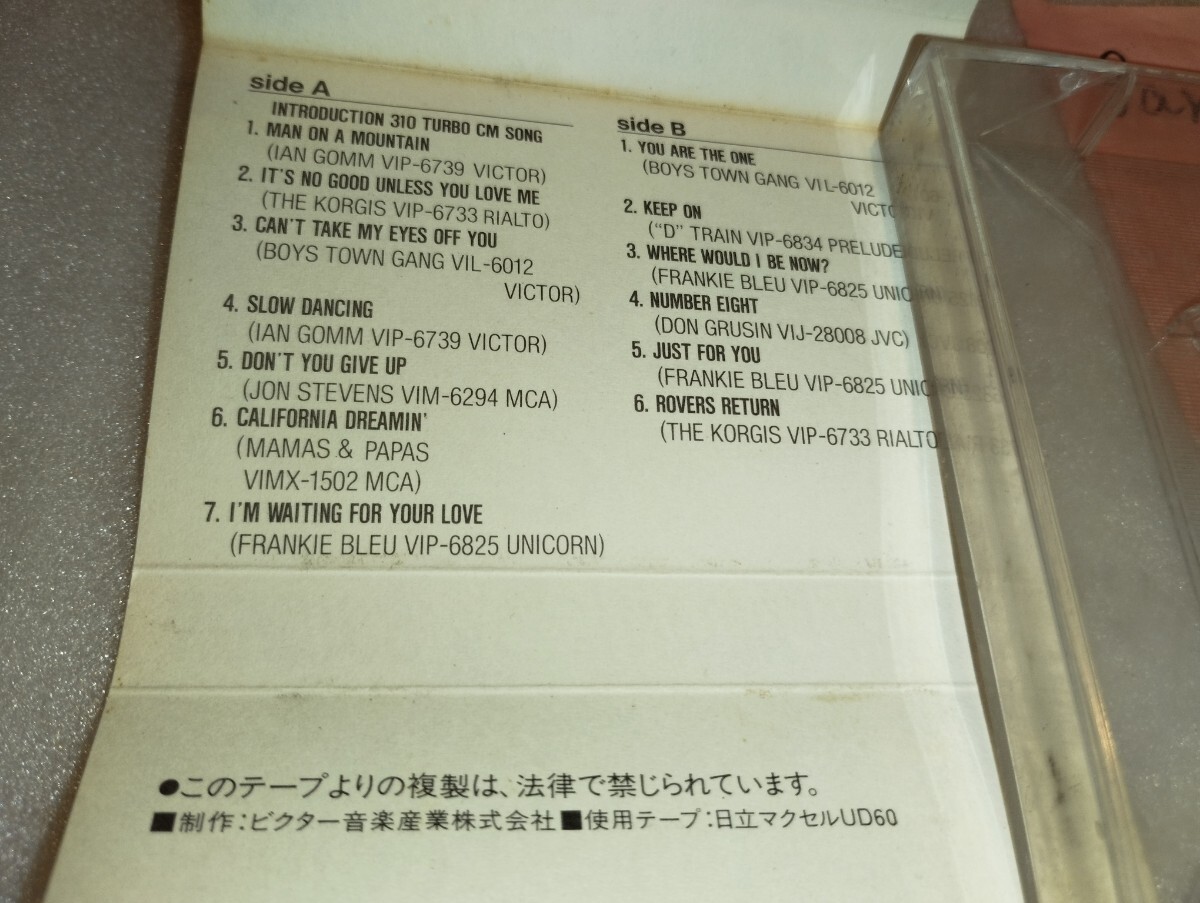 side A
INTRODUCTION 310 TURBO CM SONG
1. MAN ON A MOUNTAIN
(IAN GOMM VIP-6739 VICTOR)
2. IT'S NO GOOD UNLESS YOU LOVE ME
(THE KORGIS VIP-6733 RIALTO)
3. CAN'T TAKE MY EYES OFF YOU
(BOYS TOWN GANG VIL-6012
VICTOR)
4. SLOW DANCING
(IAN GOMM VIP-6739 VICTOR)
5. DON'T YOU GIVE UP
(JON STEVENS VIM-6294 MCA)
6. CALIFORNIA DREAMIN'
(MAMAS & PAPAS
VIMX-1502 MCA)
7. I'M WAITING FOR YOUR LOVE
(FRANKIE BLEU VIP-6825 UNICORN)
side B
1. YOU ARE THE ONE
(BOYS TOWN GANG VIL-6012
2. KEEP ON
("D" TRAIN VIP-6834 PRELUDE
3. WHERE WOULD I BE NOW?
(FRANKIE BLEU VIP-6825
4. NUMBER EIGHT
(DON GRUSIN VIJ-28008 JVC)
5. JUST FOR YOU
(FRANKIE BLEU VIP-6825
6. ROVERS RETURN
(THE KORGIS VIP-6733 RIALTO
●このテープよりの複製は、法律で禁じられています。
■制作:ビクター音楽産業株式会社■使用テープ:日立マクセルUD60